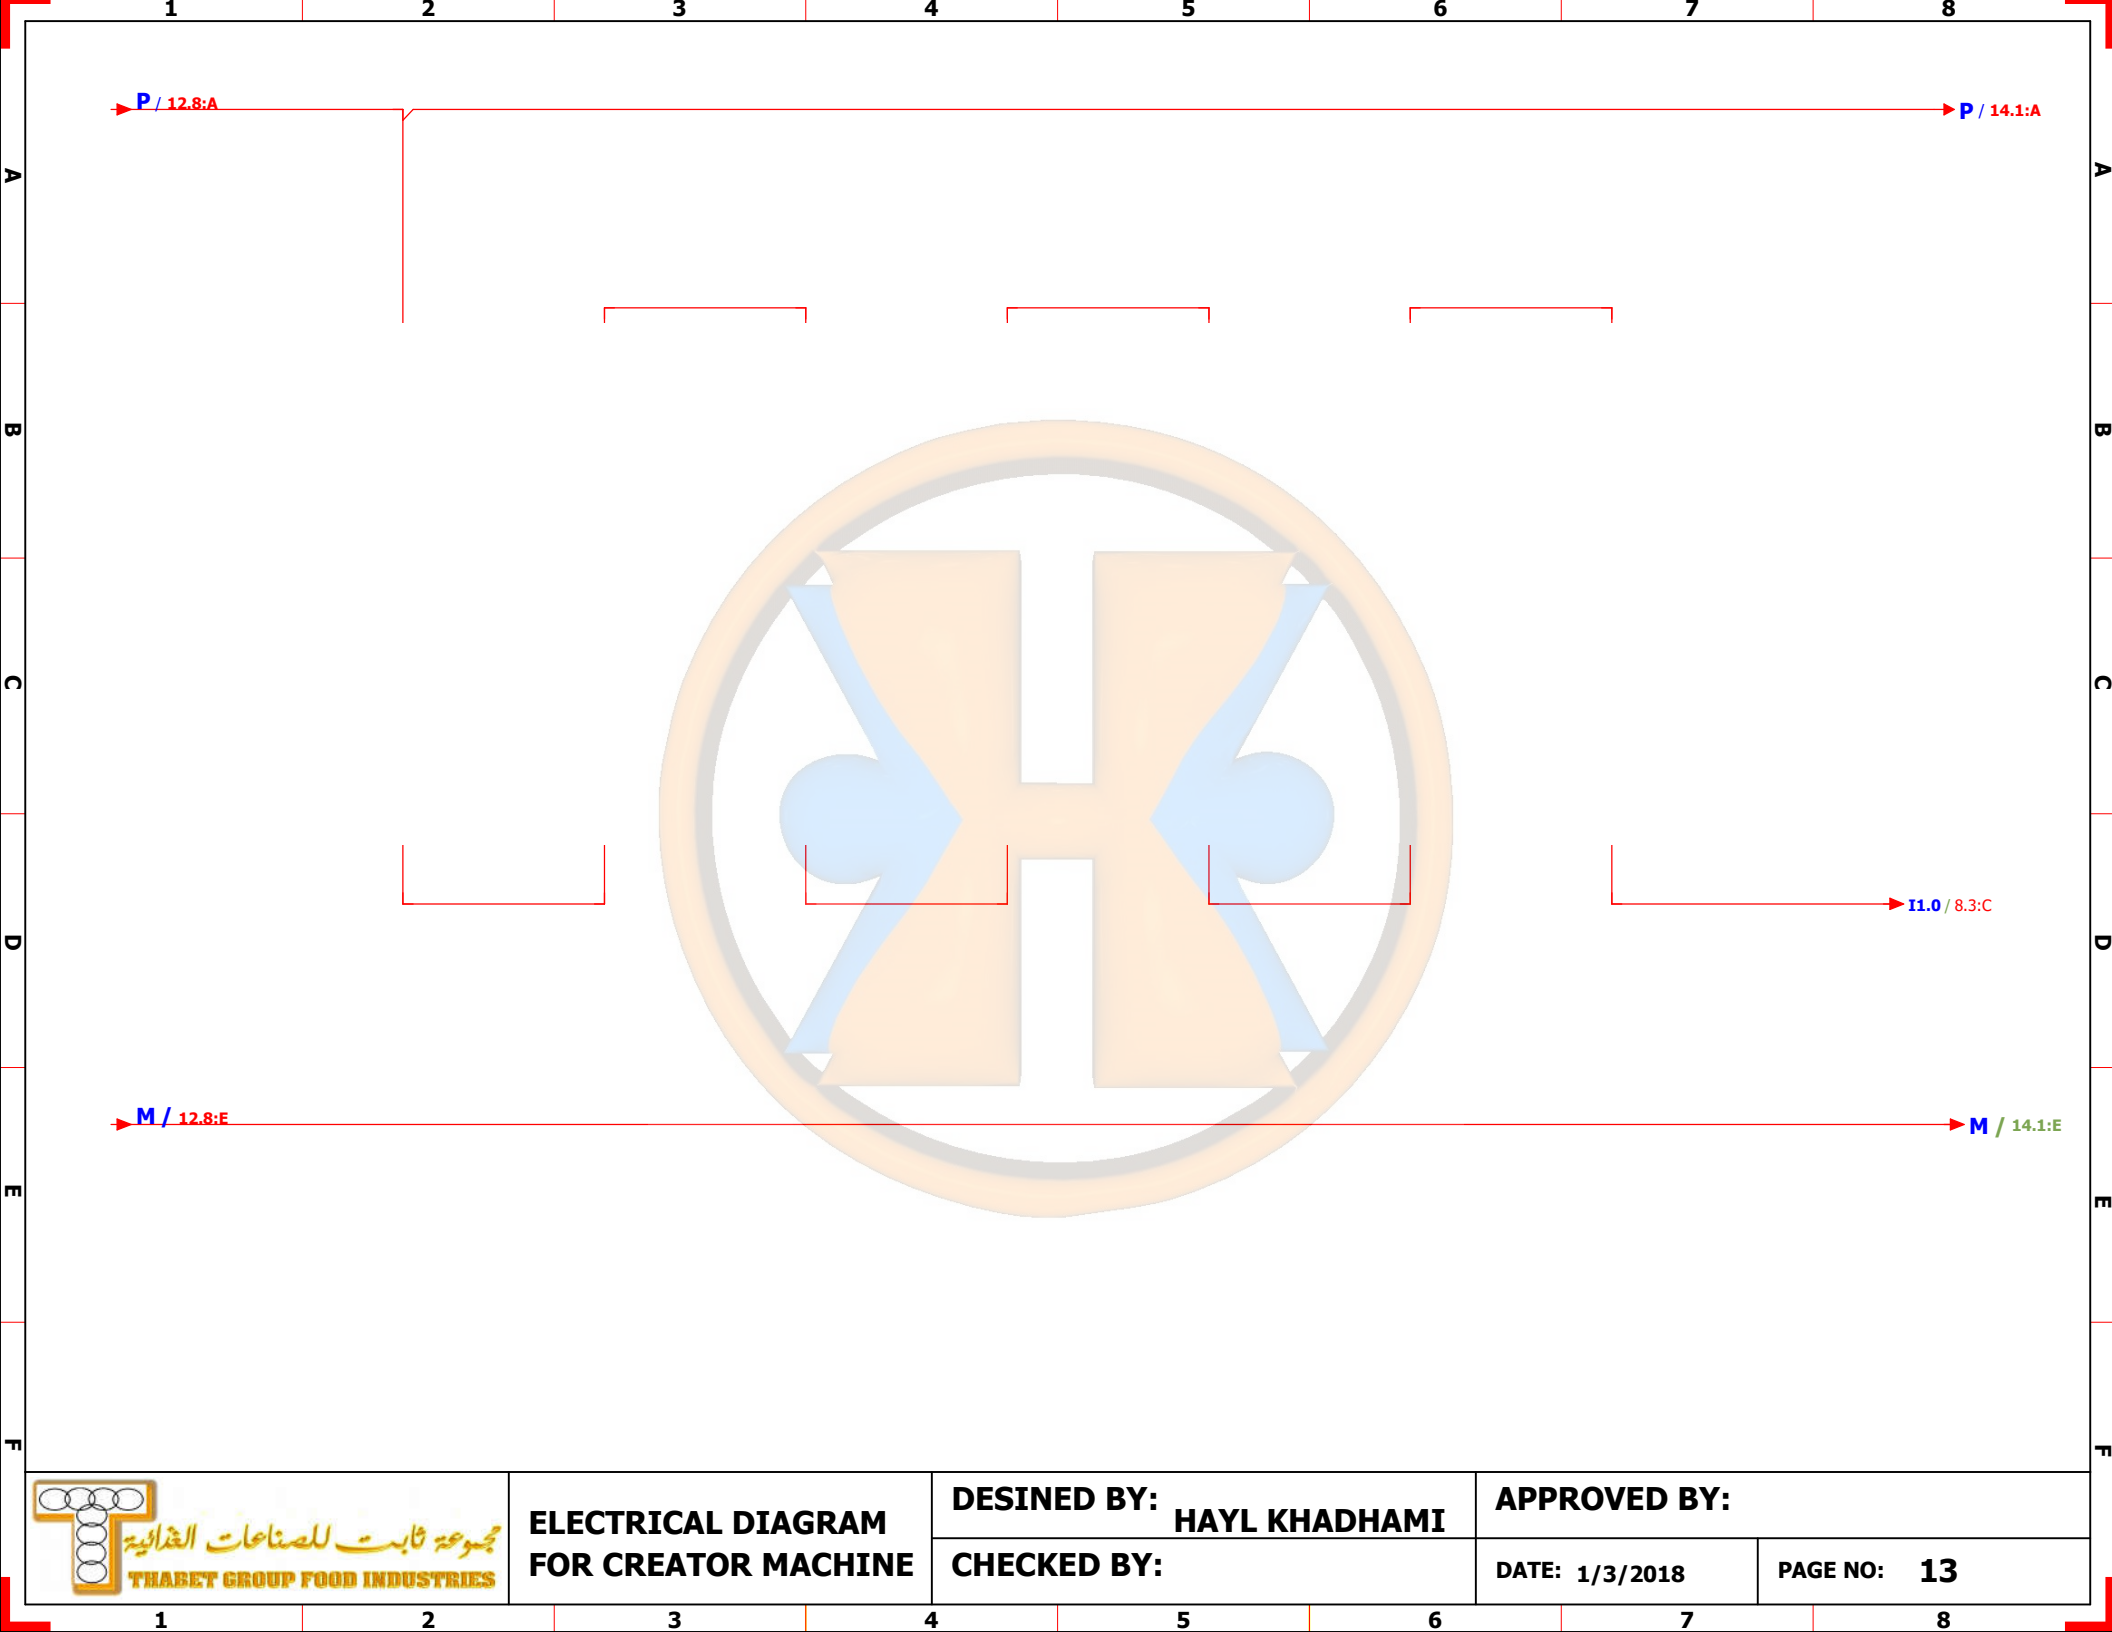 1 2 3 4 5 6 7 8
P / 12.8:A
P / 14.1:A
A
A
B
B
C
C
I1.0 / 8.3:C
D
D
M / 12.8:E
M / 14.1:E
E
E
F
F
مجموعة ثابت للصناعات الغذائية
THABET GROUP FOOD INDUSTRIES
ELECTRICAL DIAGRAM
FOR CREATOR MACHINE
DESINED BY: HAYL KHADHAMI
CHECKED BY:
APPROVED BY:
DATE: 1/3/2018
PAGE NO: 13
1 2 3 4 5 6 7 8